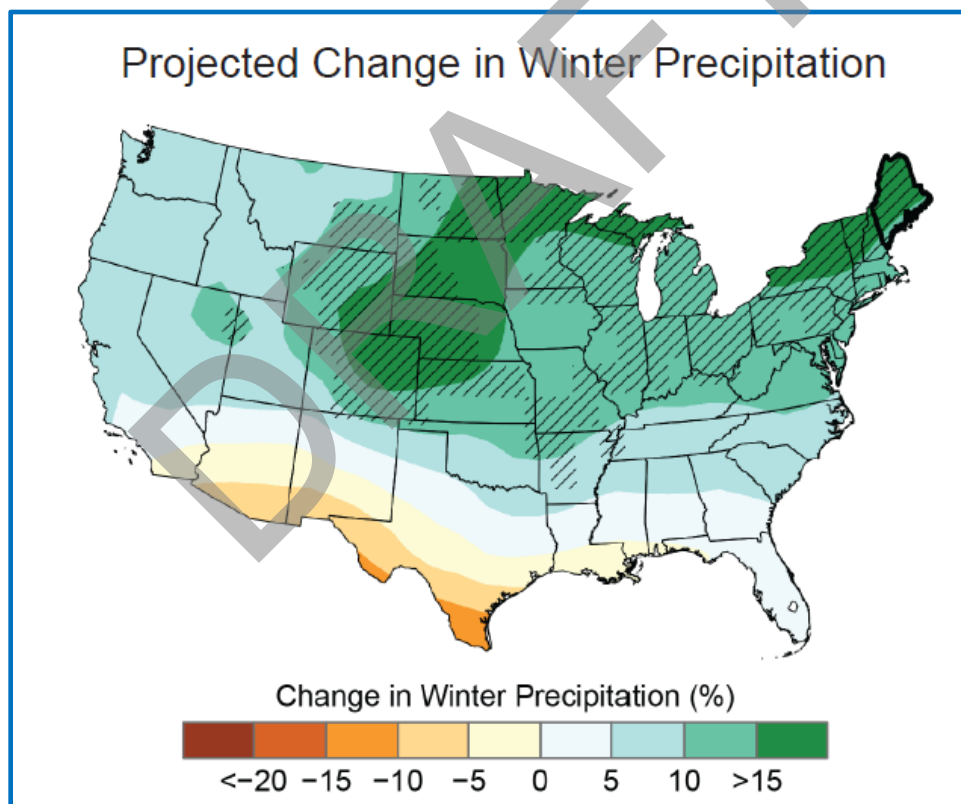 Projected Change in Winter Precipitation
DRAFT
Change in Winter Precipitation (%)
<−20 −15 −10 −5 0 5 10 >15